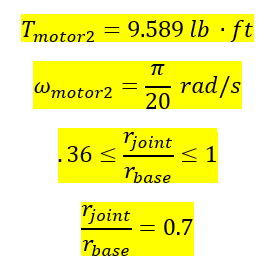 T_motor2 = 9.589 lb · ft
ω_motor2 = π/20 rad/s
.36 ≤ r_joint/r_base ≤ 1
r_joint/r_base = 0.7